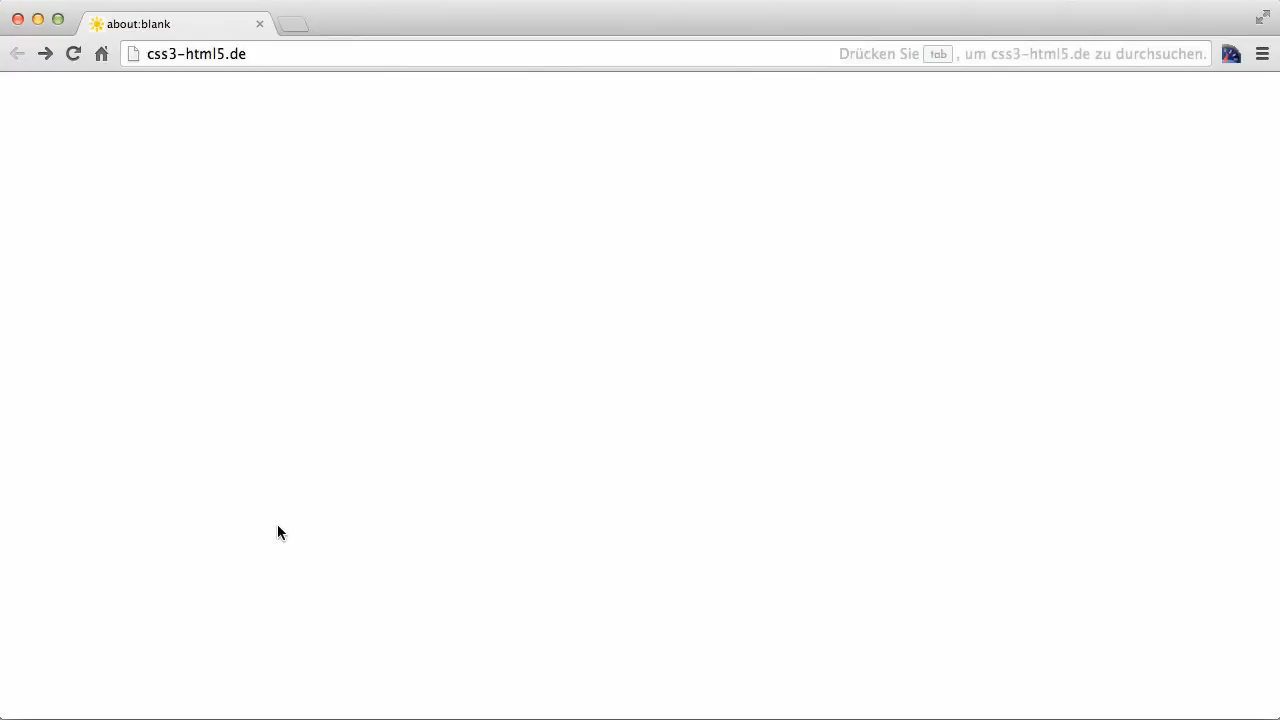 about:blank
css3-html5.de Drücken Sie tab , um css3-html5.de zu durchsuchen.